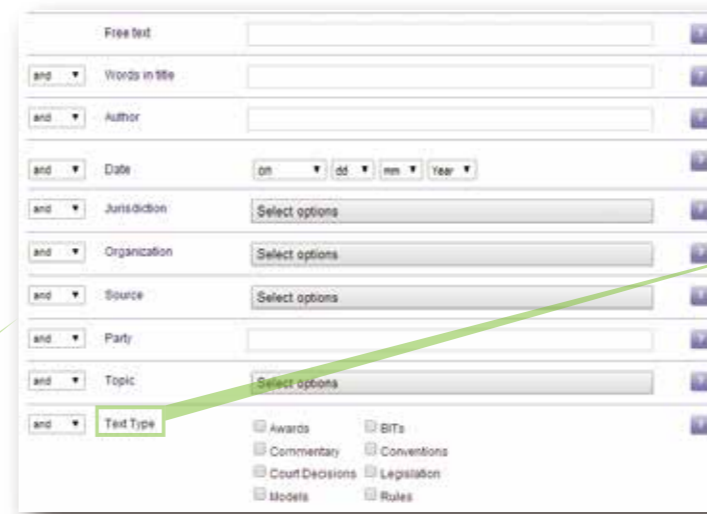 Free text
and Words in title
and Author
and Date on dd mm Year
and Jurisdiction Select options
and Organization Select options
and Source Select options
and Party
and Topic Select options
and Text Type Awards BITs
Commentary Conventions
Court Decisions Legislation
Models Rules